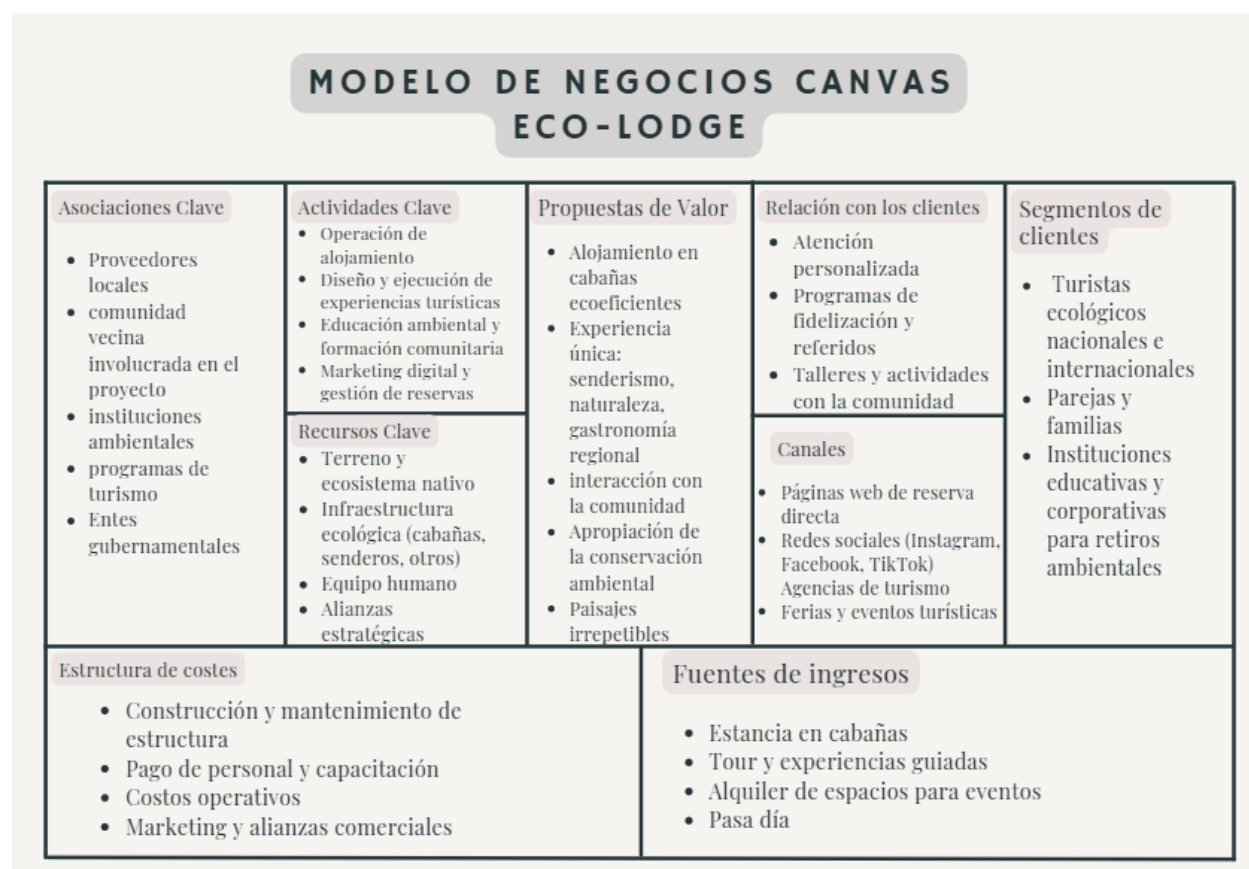 MODELO DE NEGOCIOS CANVAS
ECO-LODGE
Asociaciones Clave
• Proveedores
locales
• comunidad
vecina
involucrada en el
proyecto
• instituciones
ambientales
• programas de
turismo
• Entes
gubernamentales
Actividades Clave
• Operación de
alojamiento
• Diseño y ejecución de
experiencias turísticas
• Educación ambiental y
formación comunitaria
• Marketing digital y
gestión de reservas
Recursos Clave
• Terreno y
ecosistema nativo
• Infraestructura
ecológica (cabañas,
senderos, otros)
• Equipo humano
• Alianzas
estratégicas
Propuestas de Valor
• Alojamiento en
cabañas
ecoeficientes
• Experiencia
única:
senderismo,
naturaleza,
gastronomía
regional
• interacción con
la comunidad
• Apropiación de
la conservación
ambiental
• Paisajes
irrepetibles
Relación con los clientes
• Atención
personalizada
• Programas de
fidelización y
referidos
• Talleres y actividades
con la comunidad
Canales
• Páginas web de reserva
directa
• Redes sociales (Instagram,
Facebook, TikTok)
Agencias de turismo
• Ferias y eventos turísticos
Segmentos de
clientes
• Turistas
ecológicos
nacionales e
internacionales
• Parejas y
familias
• Instituciones
educativas y
corporativas
para retiros
ambientales
Estructura de costes
• Construcción y mantenimiento de
estructura
• Pago de personal y capacitación
• Costos operativos
• Marketing y alianzas comerciales
Fuentes de ingresos
• Estancia en cabañas
• Tour y experiencias guiadas
• Alquiler de espacios para eventos
• Pasa día